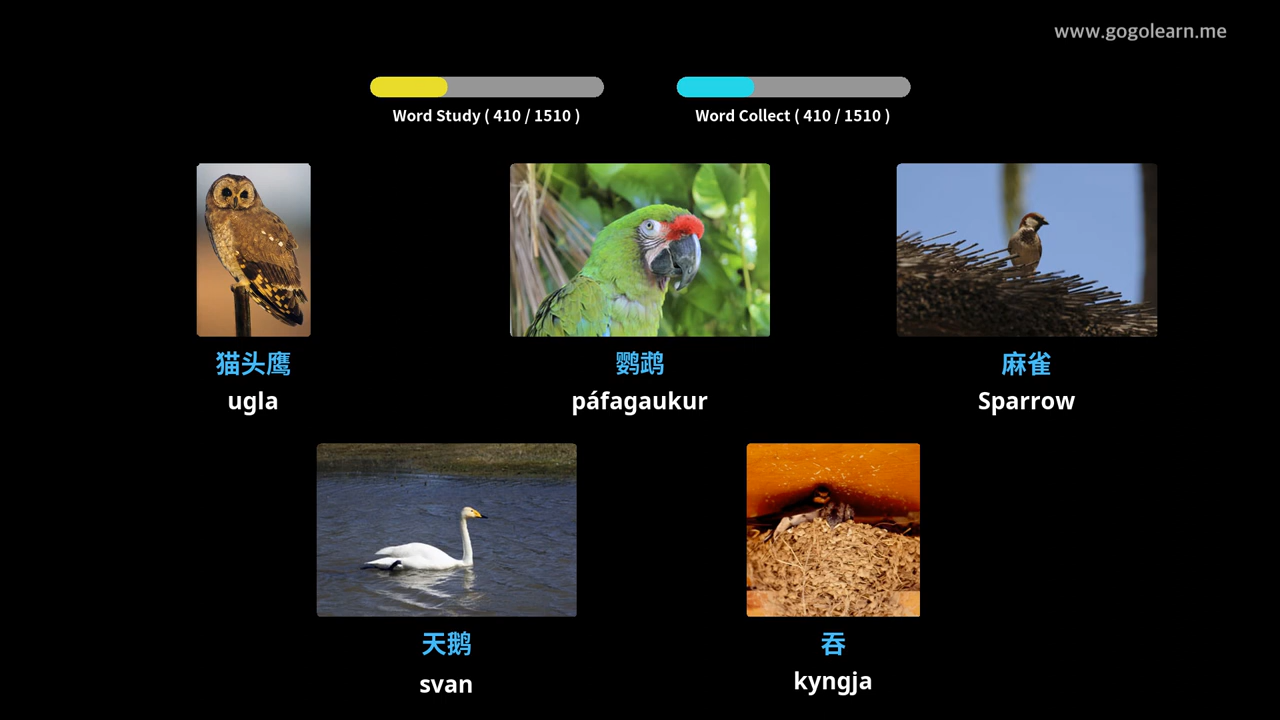 www.gogolearn.me
Word Study ( 410 / 1510 )
Word Collect ( 410 / 1510 )
猫头鹰
ugla
鹦鹉
páfagaukur
麻雀
Sparrow
天鹅
svan
吞
kyngja